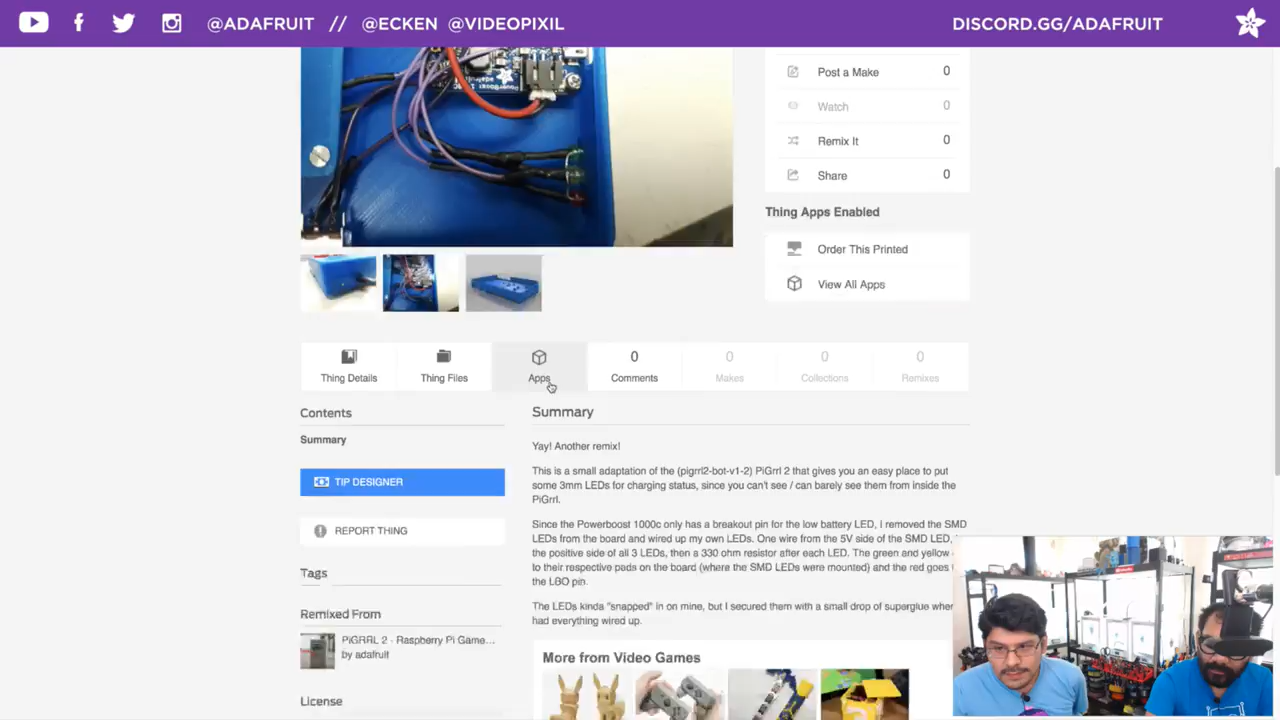 @ADAFRUIT // @ECKEN @VIDEOPIXIL
DISCORD.GG/ADAFRUIT
Post a Make 0
Watch 0
Remix It 0
Share 0
Thing Apps Enabled
Order This Printed
View All Apps
Thing Details
Thing Files
Apps
0 Comments
0 Makes
0 Collections
0 Remixes
Contents
Summary
TIP DESIGNER
REPORT THING
Tags
Remixed From
PiGRRL 2 - Raspberry Pi Game...
by adafruit
License
Summary
Yay! Another remix!
This is a small adaptation of the (pigrrl2-bot-v1-2) PiGrrl 2 that gives you an easy place to put
some 3mm LEDs for charging status, since you can't see / can barely see them from inside the
PiGrrl.
Since the Powerboost 1000c only has a breakout pin for the low battery LED, i removed the SMD
LEDs from the board and wired up my own LEDs. One wire from the 5V side of the SMD LED,
the positive side of all 3 LEDs, then a 330 ohm resistor after each LED. The green and yellow
to their respective pads on the board (where the SMD LEDs were mounted) and the red goes
the LBO pin.
The LEDs kinda "snapped" in on mine, but I secured them with a small drop of superglue
had everything wired up.
More from Video Games